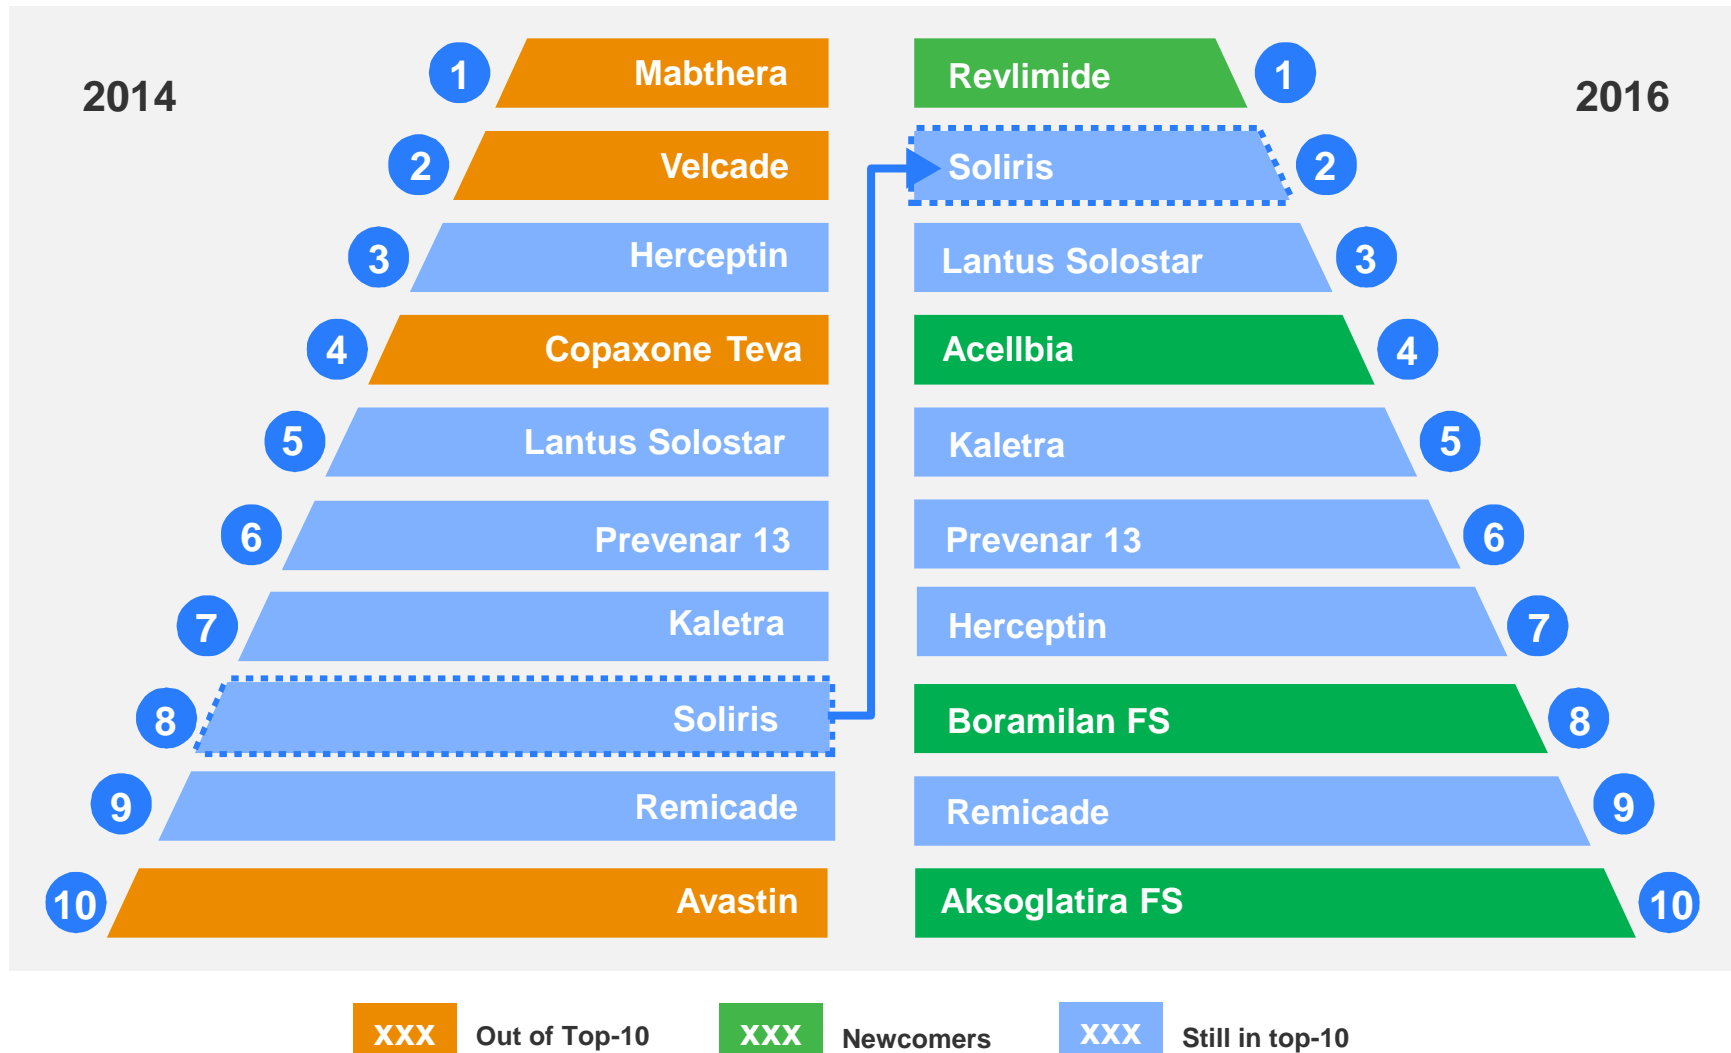 2014
1 Mabthera
2 Velcade
3 Herceptin
4 Copaxone Teva
5 Lantus Solostar
6 Prevenar 13
7 Kaletra
8 Soliris
9 Remicade
10 Avastin
2016
Revlimide 1
Soliris 2
Lantus Solostar 3
Acellbia 4
Kaletra 5
Prevenar 13 6
Herceptin 7
Boramilan FS 8
Remicade 9
Aksoglatira FS 10
xxx Out of Top-10
xxx Newcomers
xxx Still in top-10